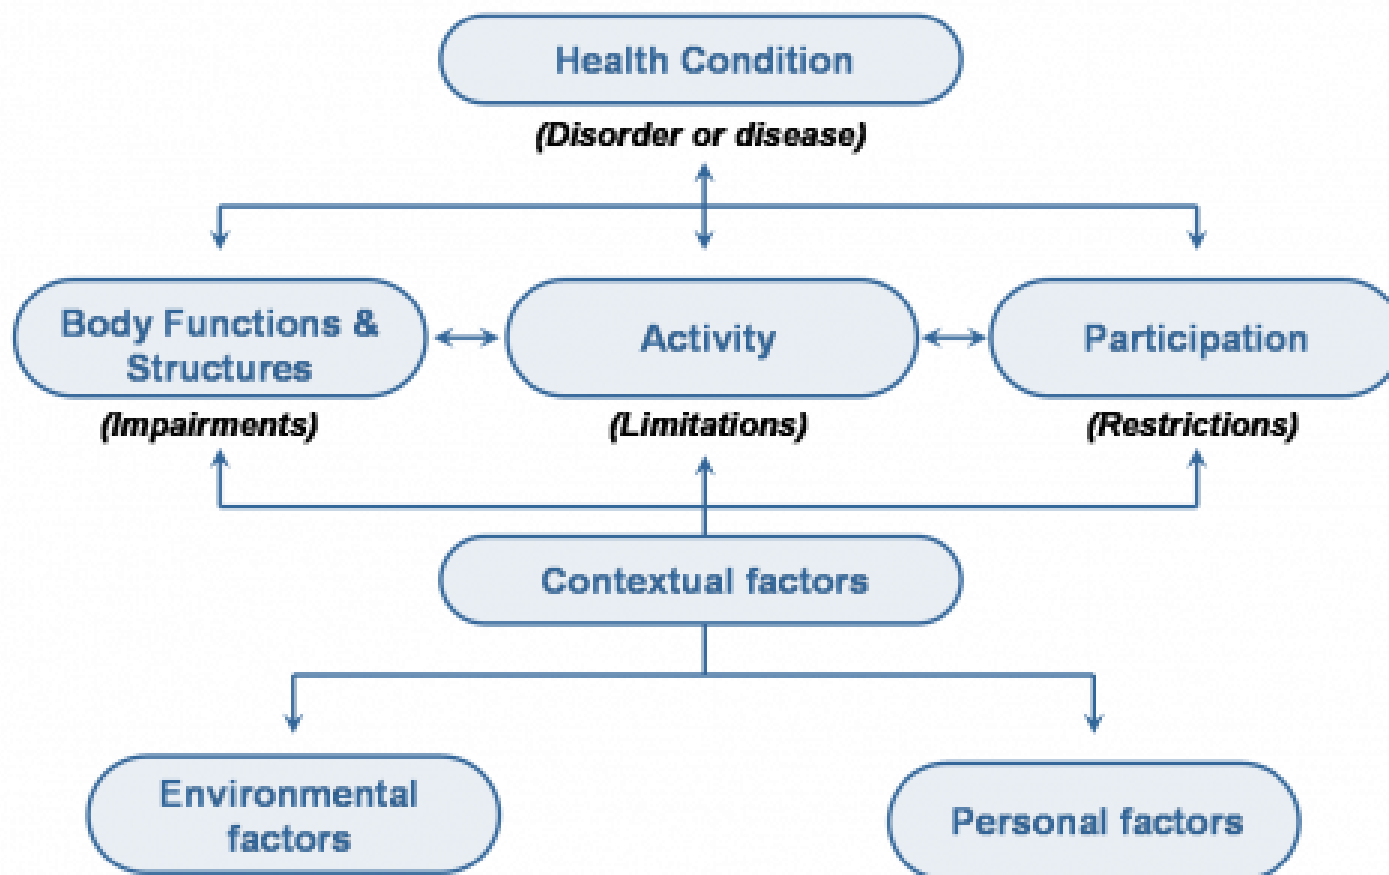 Health Condition
(Disorder or disease)
Body Functions &
Structures
Activity
Participation
(Impairments)
(Limitations)
(Restrictions)
Contextual factors
Environmental
factors
Personal factors